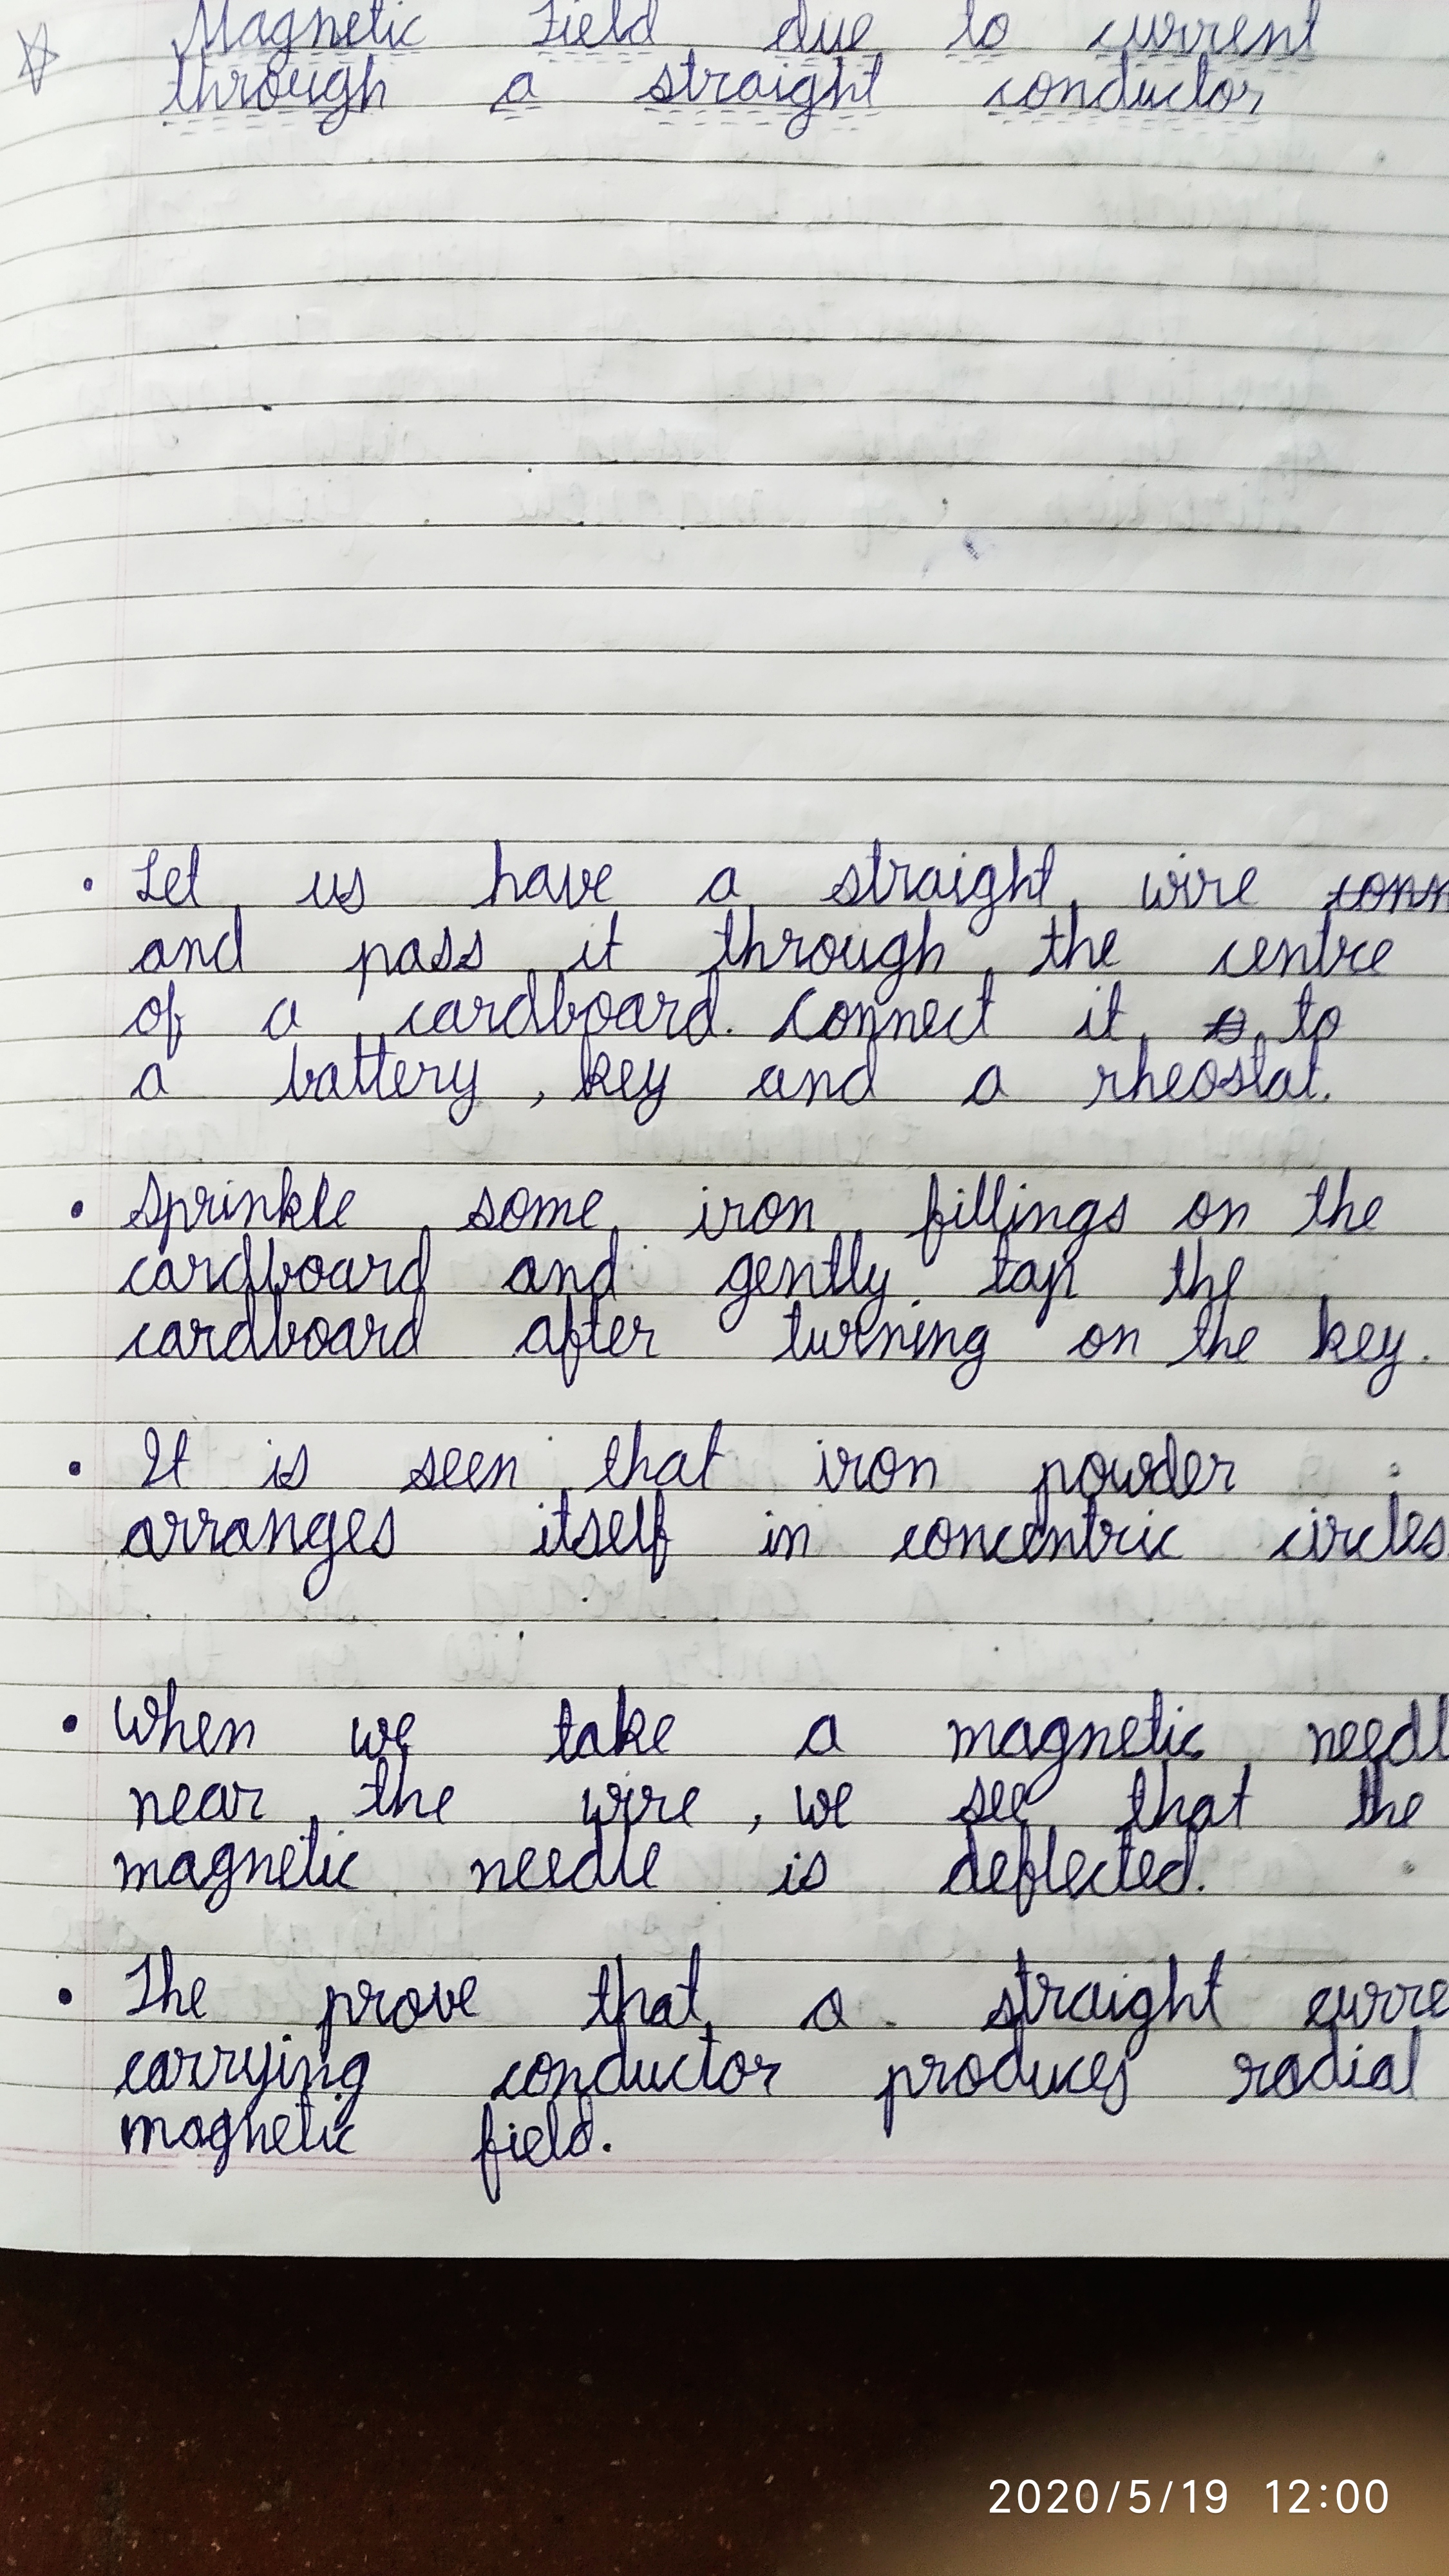 Magnetic Field due to current
through a straight conductor
• Let us have a straight wire conn
and pass it through the centre
of a cardboard. Connect it to
a battery, key and a rheostat.
• Sprinkle some iron fillings on the
cardboard and gently tap the
cardboard after turning on the key.
• It is seen that iron powder
arranges itself in concentric circles
• When we take a magnetic needl
near the wire, we see that the
magnetic needle is deflected.
• The prove that a straight curre
carrying conductor produces radial
magnetic field.
2020/5/19 12:00